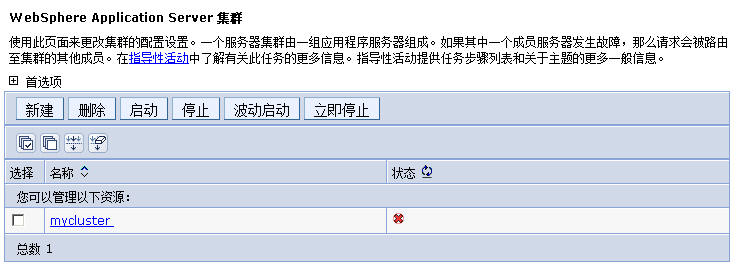 WebSphere Application Server 集群
使用此页面来更改集群的配置设置。一个服务器集群由一组应用程序服务器组成。如果其中一个成员服务器发生故障，那么请求会被路由
至集群的其他成员。在指导性活动中了解有关此任务的更多信息。指导性活动提供任务步骤列表和关于主题的更多一般信息。
首选项
新建 删除 启动 停止 波动启动 立即停止
选择 名称 状态
您可以管理以下资源：
mycluster
总数 1